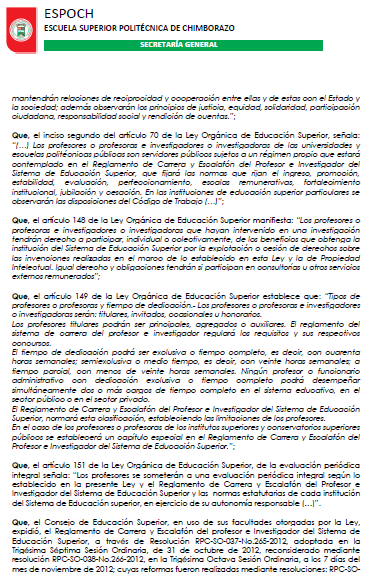 ESPOCH
ESCUELA SUPERIOR POLITÉCNICA DE CHIMBORAZO
SECRETARÍA GENERAL
mantendrán relaciones de reciprocidad y cooperación entre ellas y de estas con el Estado y
la sociedad; además observarán los principios de justicia, equidad, solidaridad, participación
ciudadana, responsabilidad social y rendición de cuentas.";
Que, el inciso segundo del artículo 70 de la Ley Orgánica de Educación Superior, señala:
"(…) Los profesores o profesoras e investigadores o investigadoras de las universidades y
escuelas politécnicas públicas son servidores públicos sujetos a un régimen propio que estará
contemplado en el Reglamento de Carrera y Escalafón del Profesor e Investigador del
Sistema de Educación Superior, que fijará las normas que rijan el ingreso, promoción,
estabilidad, evaluación, perfeccionamiento, escalas remunerativas, fortalecimiento
institucional, jubilación y cesación. En las instituciones de educación superior particulares se
observarán las disposiciones del Código de Trabajo (…)";
Que, el artículo 148 de la Ley Orgánica de Educación Superior manifiesta: "Los profesores o
profesoras e investigadores o investigadoras que hayan intervenido en una investigación
tendrán derecho a participar, individual o colectivamente, de los beneficios que obtenga la
institución del Sistema de Educación Superior por la explotación o cesión de derechos sobre
las invenciones realizadas en el marco de lo establecido en esta Ley y la de Propiedad
Intelectual. Igual derecho y obligaciones tendrán si participan en consultorías u otros servicios
externos remunerados";
Que, el artículo 149 de la Ley Orgánica de Educación Superior establece que: "Tipos de
profesores o profesoras y tiempo de dedicación.- Los profesores o profesoras e investigadores
o investigadoras serán: titulares, invitados, ocasionales u honorarios.
Los profesores titulares podrán ser principales, agregados o auxiliares. El reglamento del
sistema de carrera del profesor e investigador regulará los requisitos y sus respectivos
concursos.
El tiempo de dedicación podrá ser exclusiva o tiempo completo, es decir, con cuarenta
horas semanales; semiexclusiva o medio tiempo, es decir, con veinte horas semanales; a
tiempo parcial, con menos de veinte horas semanales. Ningún profesor o funcionario
administrativo con dedicación exclusiva o tiempo completo podrá desempeñar
simultáneamente dos o más cargos de tiempo completo en el sistema educativo, en el
sector público o en el sector privado.
El Reglamento de Carrera y Escalafón del Profesor e Investigador del Sistema de Educación
Superior, normará esta clasificación, estableciendo las limitaciones de los profesores.
En el caso de los profesores o profesoras de los institutos superiores y conservatorios superiores
públicos se establecerá un capítulo especial en el Reglamento de Carrera y Escalafón del
Profesor e Investigador del Sistema de Educación Superior.";
Que, el artículo 151 de la Ley Orgánica de Educación Superior, de la evaluación periódica
integral señala: "Los profesores se someterán a una evaluación periódica integral según lo
establecido en la presente Ley y el Reglamento de Carrera y Escalafón del Profesor e
Investigador del Sistema de Educación Superior y las normas estatutarias de cada institución
del Sistema de Educación Superior, en ejercicio de su autonomía responsable (…)".
Que, el Consejo de Educación Superior, en uso de sus facultades otorgadas por la Ley,
expidió, el Reglamento de Carrera y Escalafón del profesor e Investigador del Sistema de
Educación Superior, a través de Resolución RPC-SO-037-No.265-2012, adoptada en la
Trigésima Séptima Sesión Ordinaria, de 31 de octubre de 2012, reconsiderado mediante
resolución RPC-SO-038-No.266-2012, en la Trigésima Octava Sesión Ordinaria, a los 7 días del
mes de noviembre de 2012; cuyas reformas fueron realizadas mediante resoluciones: RPC-SO-